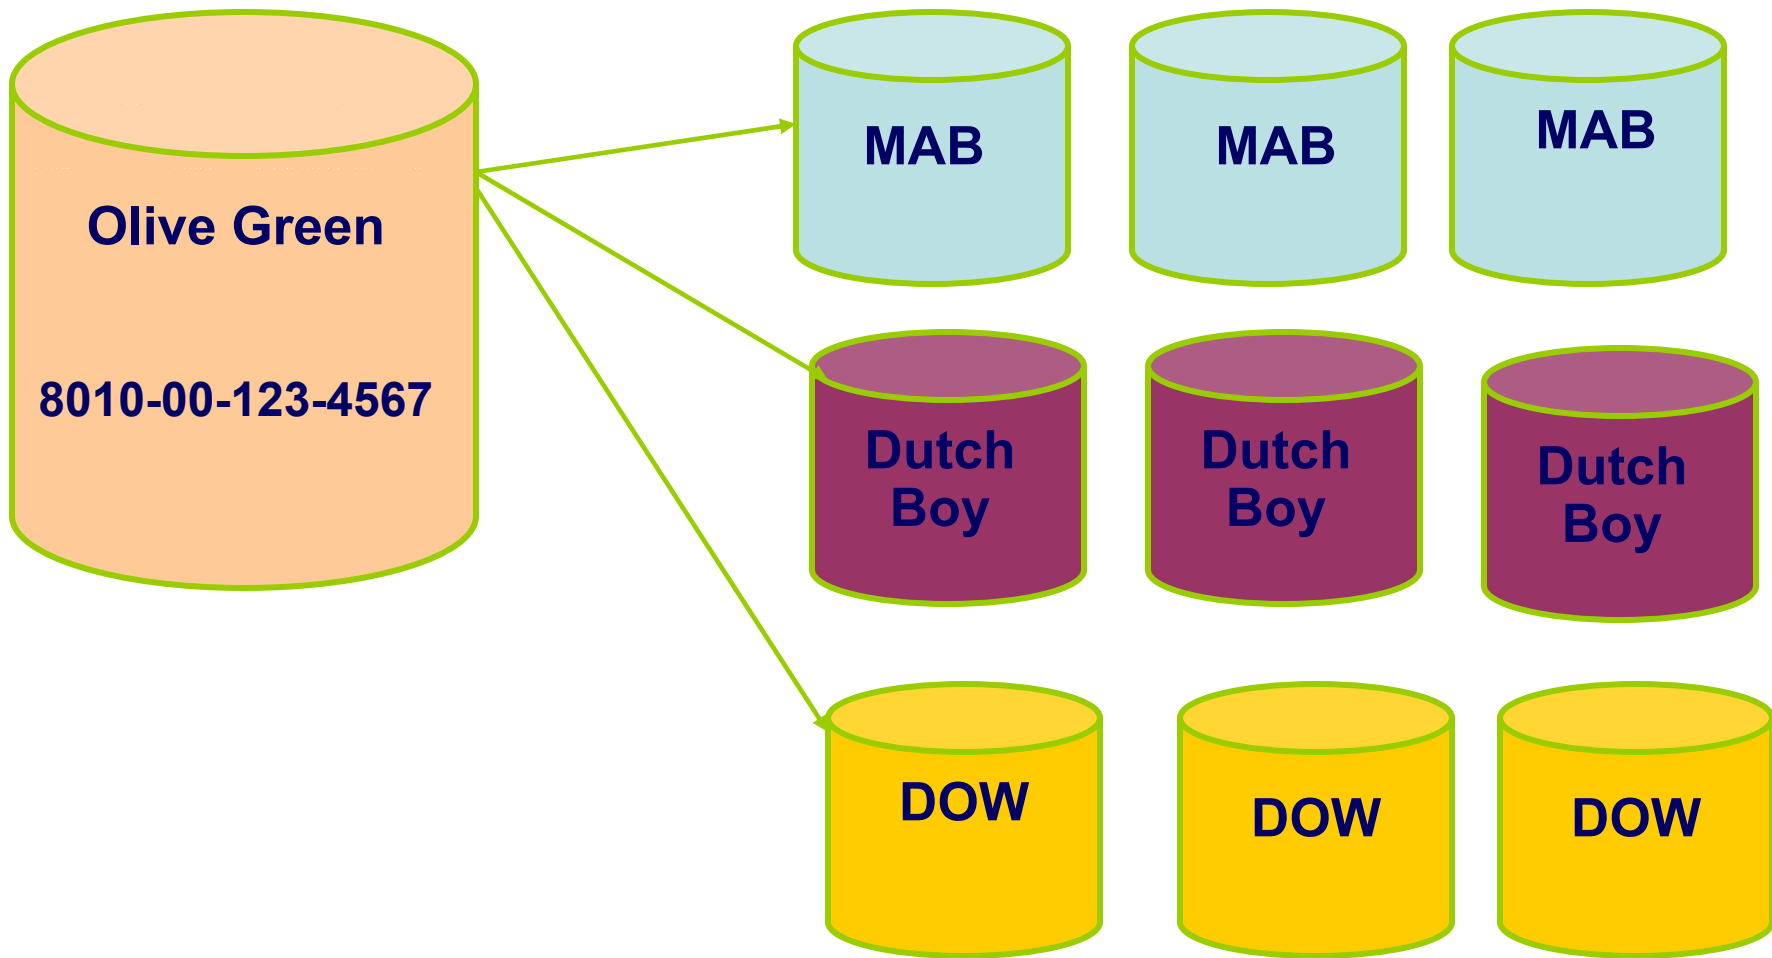 Olive Green
8010-00-123-4567
MAB
MAB
MAB
Dutch
Boy
Dutch
Boy
Dutch
Boy
DOW
DOW
DOW